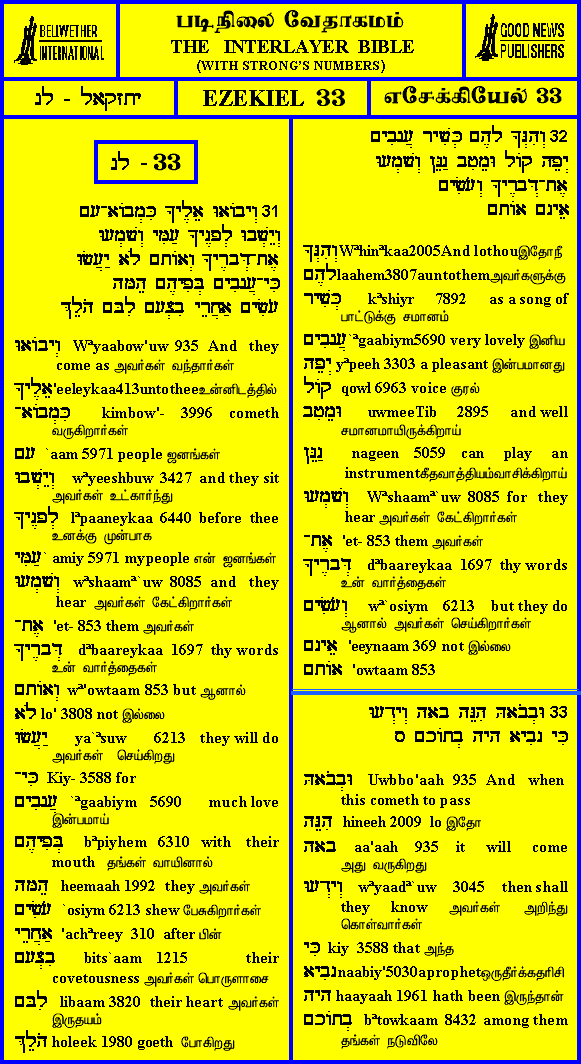 BELLWETHER
INTERNATIONAL
படிநிலை வேதாகமம்
THE INTERLAYER BIBLE
(WITH STRONG'S NUMBERS)
GOOD NEWS
PUBLISHERS
יחזקאל - לג
EZEKIEL 33
எசேக்கியேல் 33
33 - לג
31 וְיָבוֹאוּ אֵלֶיךָ כִּמְבוֹא־עָם
וְיֵשְׁבוּ לְפָנֶיךָ עַמִּי וְשָׁמְעוּ
אֶת־דְּבָרֶיךָ וְאוֹתָם לֹא יַעֲשׂוּ
כִּי־עֲגָבִים בְּפִיהֶם הֵמָּה
עֹשִׂים אַחֲרֵי בִצְעָם לִבָּם הֹלֵךְ
וְיָבוֹאוּ Wªyaabow'uw 935 And they
come as அவர்கள் வந்தார்கள்
אֵלֶיךָ 'eeleykaa413untotheeஉன்னிடத்தில்
כִּמְבוֹא־ kimbow'- 3996 cometh
வருகிறார்கள்
עָם `aam 5971 people ஜனங்கள்
וְיֵשְׁבוּ wªyeeshbuw 3427 and they sit
அவர்கள் உட்கார்ந்து
לְפָנֶיךָ lªpaaneykaa 6440 before thee
உனக்கு முன்பாக
עַמִּי `amiy 5971 mypeople என் ஜனங்கள்
וְשָׁמְעוּ wªshaamª`uw 8085 and they
hear அவர்கள் கேட்கிறார்கள்
אֶת־ 'et- 853 them அவர்கள்
דְּבָרֶיךָ dªbaareykaa 1697 thy words
உன் வார்த்தைகள்
וְאוֹתָם wª'owtaam 853 but ஆனால்
לֹא lo' 3808 not இல்லை
יַעֲשׂוּ ya`ªsuw 6213 they will do
அவர்கள் செய்கிறது
כִּי־ Kiy- 3588 for
עֲגָבִים `ªgaabiym 5690 much love
இன்பமாய்
בְּפִיהֶם bªpiyhem 6310 with their
mouth தங்கள் வாயினால்
הֵמָּה heemaah 1992 they அவர்கள்
עֹשִׂים `osiym 6213 shew பேசுகிறார்கள்
אַחֲרֵי 'achªreey 310 after பின்
בִצְעָם bits`aam 1215 their
covetousness அவர்கள் பொருளாசை
לִבָּם libaam 3820 their heart அவர்கள்
இருதயம்
הֹלֵךְ holeek 1980 goeth போகிறது
32 וְהִנְּךָ לָהֶם כְּשִׁיר עֲגָבִים
יְפֵה קוֹל וּמֵטִב נַגֵּן וְשָׁמְעוּ
אֶת־דְּבָרֶיךָ וְעֹשִׂים
אֵינָם אוֹתָם
וְהִנְּךָ Wªhinªkaa2005And lothouஇதோநீ
לָהֶם laahem3807auntothemஅவர்களுக்கு
כְּשִׁיר kªshiyr 7892 as a song of
பாட்டுக்கு சமானம்
עֲגָבִים `ªgaabiym5690 very lovely இனிய
יְפֵה yªpeeh 3303 a pleasant இன்பமானது
קוֹל qowl 6963 voice குரல்
וּמֵטִב uwmeeTib 2895 and well
சமானமாயிருக்கிறாய்
נַגֵּן nageen 5059 can play an
instrumentகீதவாத்தியம்வாசிக்கிறாய்
וְשָׁמְעוּ Wªshaamª`uw 8085 for they
hear அவர்கள் கேட்கிறார்கள்
אֶת־ 'et- 853 them அவர்கள்
דְּבָרֶיךָ dªbaareykaa 1697 thy words
உன் வார்த்தைகள்
וְעֹשִׂים wª`osiym 6213 but they do
ஆனால் அவர்கள் செய்கிறார்கள்
אֵינָם 'eeynaam 369 not இல்லை
אוֹתָם 'owtaam 853
33 וּבְבֹאָהּ הִנֵּה בָאָה וְיָדְעוּ
כִּי נָבִיא הָיָה בְתוֹכָם ס
וּבְבֹאָהּ Uwbbo'aah 935 And when
this cometh to pass
הִנֵּה hineeh 2009 lo இதோ
בָאָה aa'aah 935 it will come
அது வருகிறது
וְיָדְעוּ wªyaadª`uw 3045 then shall
they know அவர்கள் அறிந்து
கொள்வார்கள்
כִּי kiy 3588 that அந்த
נָבִיא naabiy'5030aprophetஒருதீர்க்கதரிசி
הָיָה haayaah 1961 hath been இருந்தான்
בְתוֹכָם bªtowkaam 8432 among them
தங்கள் நடுவிலே